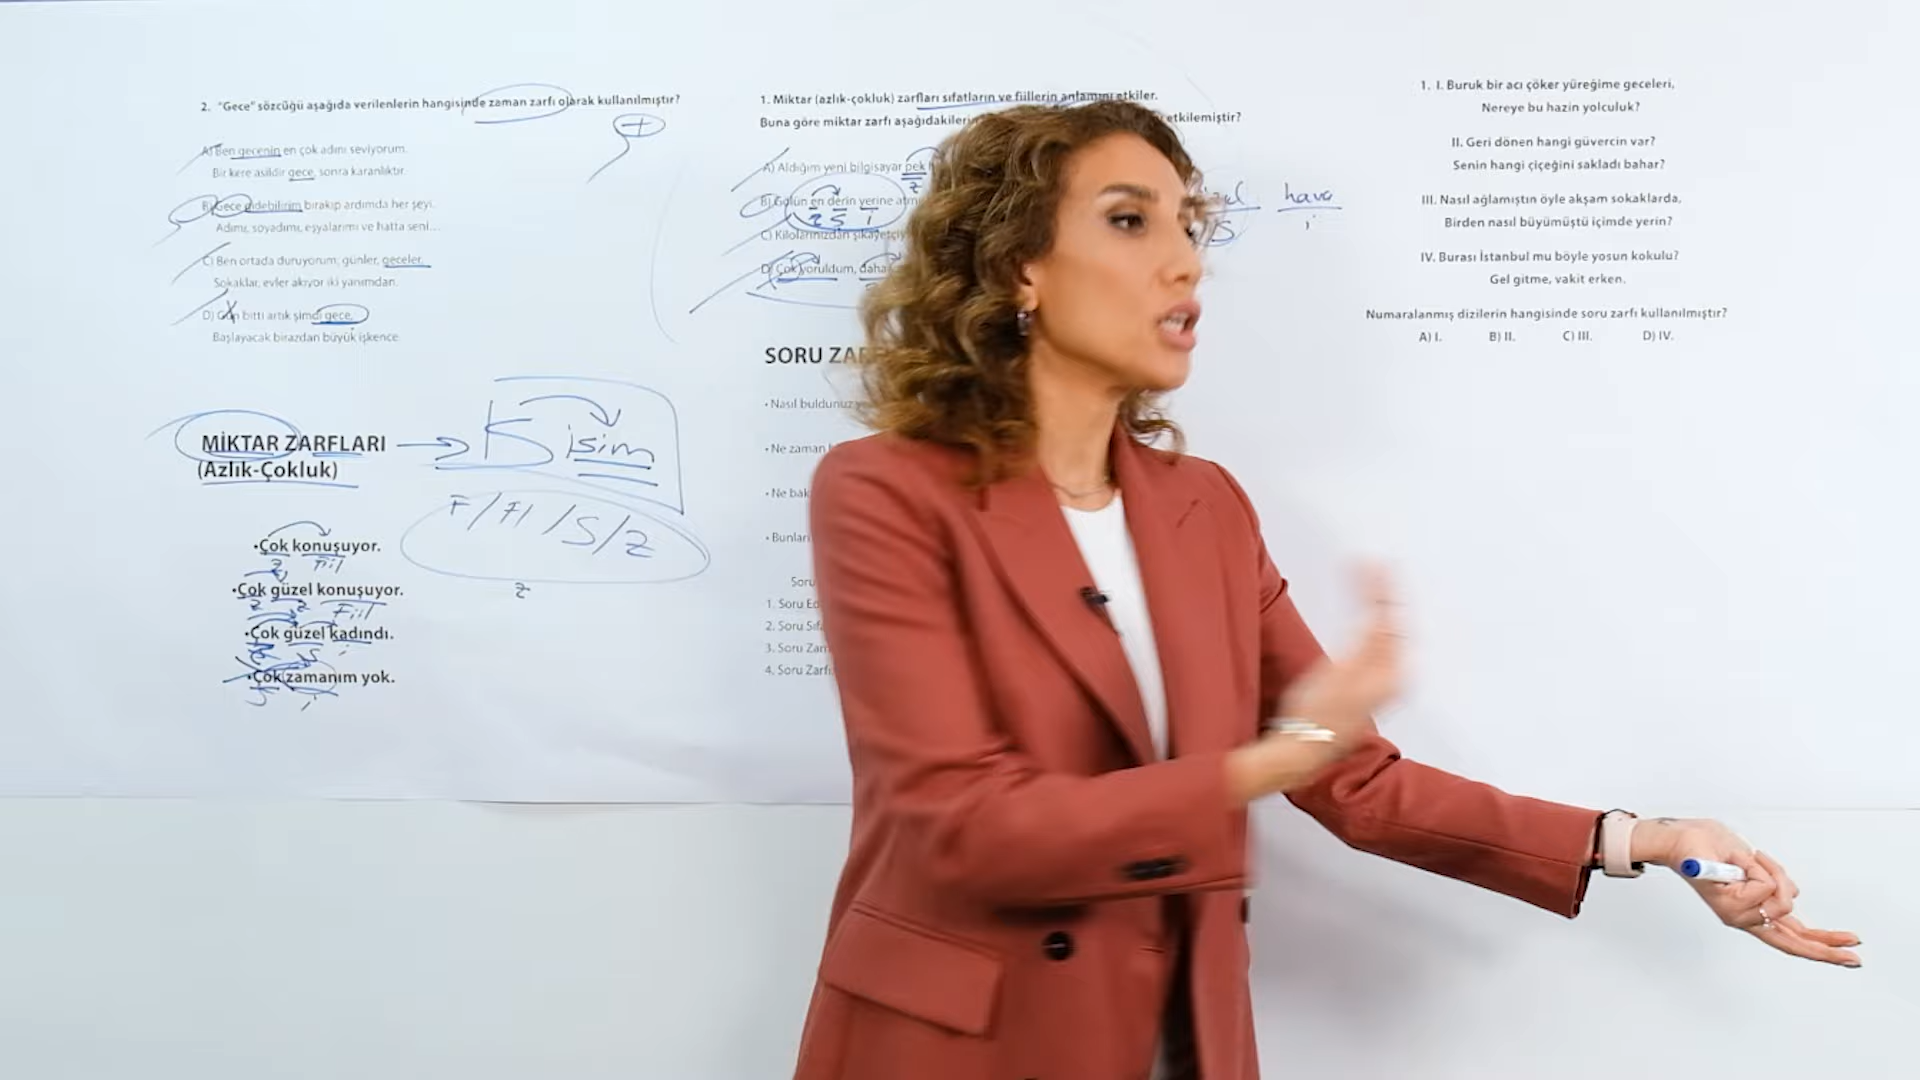 2. "Gece" sözcüğü aşağıda verilenlerin hangisinde zaman zarfı olarak kullanılmıştır?
A) Ben gecenin en çok adını seviyorum.
Bir kere asildir gece, sonra karanlıktır.
B) Gece gidebilirim bırakıp ardımda her şeyi.
Adımı, soyadımı, eşyalarımı ve hatta seni...
C) Ben ortada duruyorum; günler, geceler,
Sokaklar, evler akıyor iki yanımdan.
D) Gün bitti artık şimdi gece,
Başlayacak birazdan büyük işkence
MİKTAR ZARFLARI
(Azlık-Çokluk)
S isim
F/FI/S/Z
z
•Çok konuşuyor.
z Fiil
•Çok güzel konuşuyor.
z z Fiil
•Çok güzel kadındı.
S i
•Çok zamanım yok.
S i
1. Miktar (azlık-çokluk) zarfları sıfatların ve fiillerin anlamını etkiler.
Buna göre miktar zarfı aşağıdakilerin etkilemiştir?
A) Aldığım yeni bilgisayar pek
z
B) Gölün en derin yerine
z S i
C) Kilolarınızdan
D) Çok yoruldum, daha
hava
S i
SORU
• Nasıl buldunuz
• Ne zaman
• Ne
• Bunları
Soru
1. Soru
2. Soru
3. Soru
4. Soru Zarfı
1. I. Buruk bir acı çöker yüreğime geceleri,
Nereye bu hazin yolculuk?
II. Geri dönen hangi güvercin var?
Senin hangi çiçeğini sakladı bahar?
III. Nasıl ağlamıştın öyle akşam sokaklarda,
Birden nasıl büyümüştü içimde yerin?
IV. Burası İstanbul mu böyle yosun kokulu?
Gel gitme, vakit erken.
Numaralanmış dizilerin hangisinde soru zarfı kullanılmıştır?
A) I. B) II. C) III. D) IV.